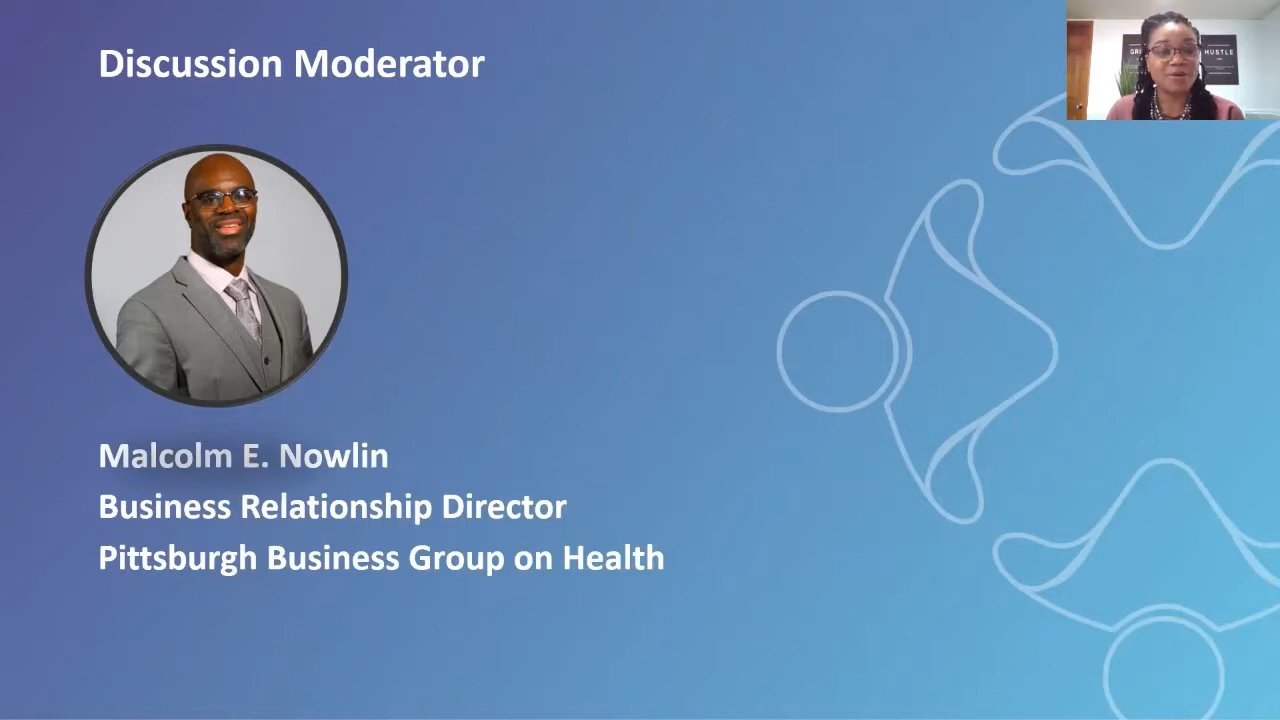 Discussion Moderator
HUSTLE
Malcolm E. Nowlin
Business Relationship Director
Pittsburgh Business Group on Health